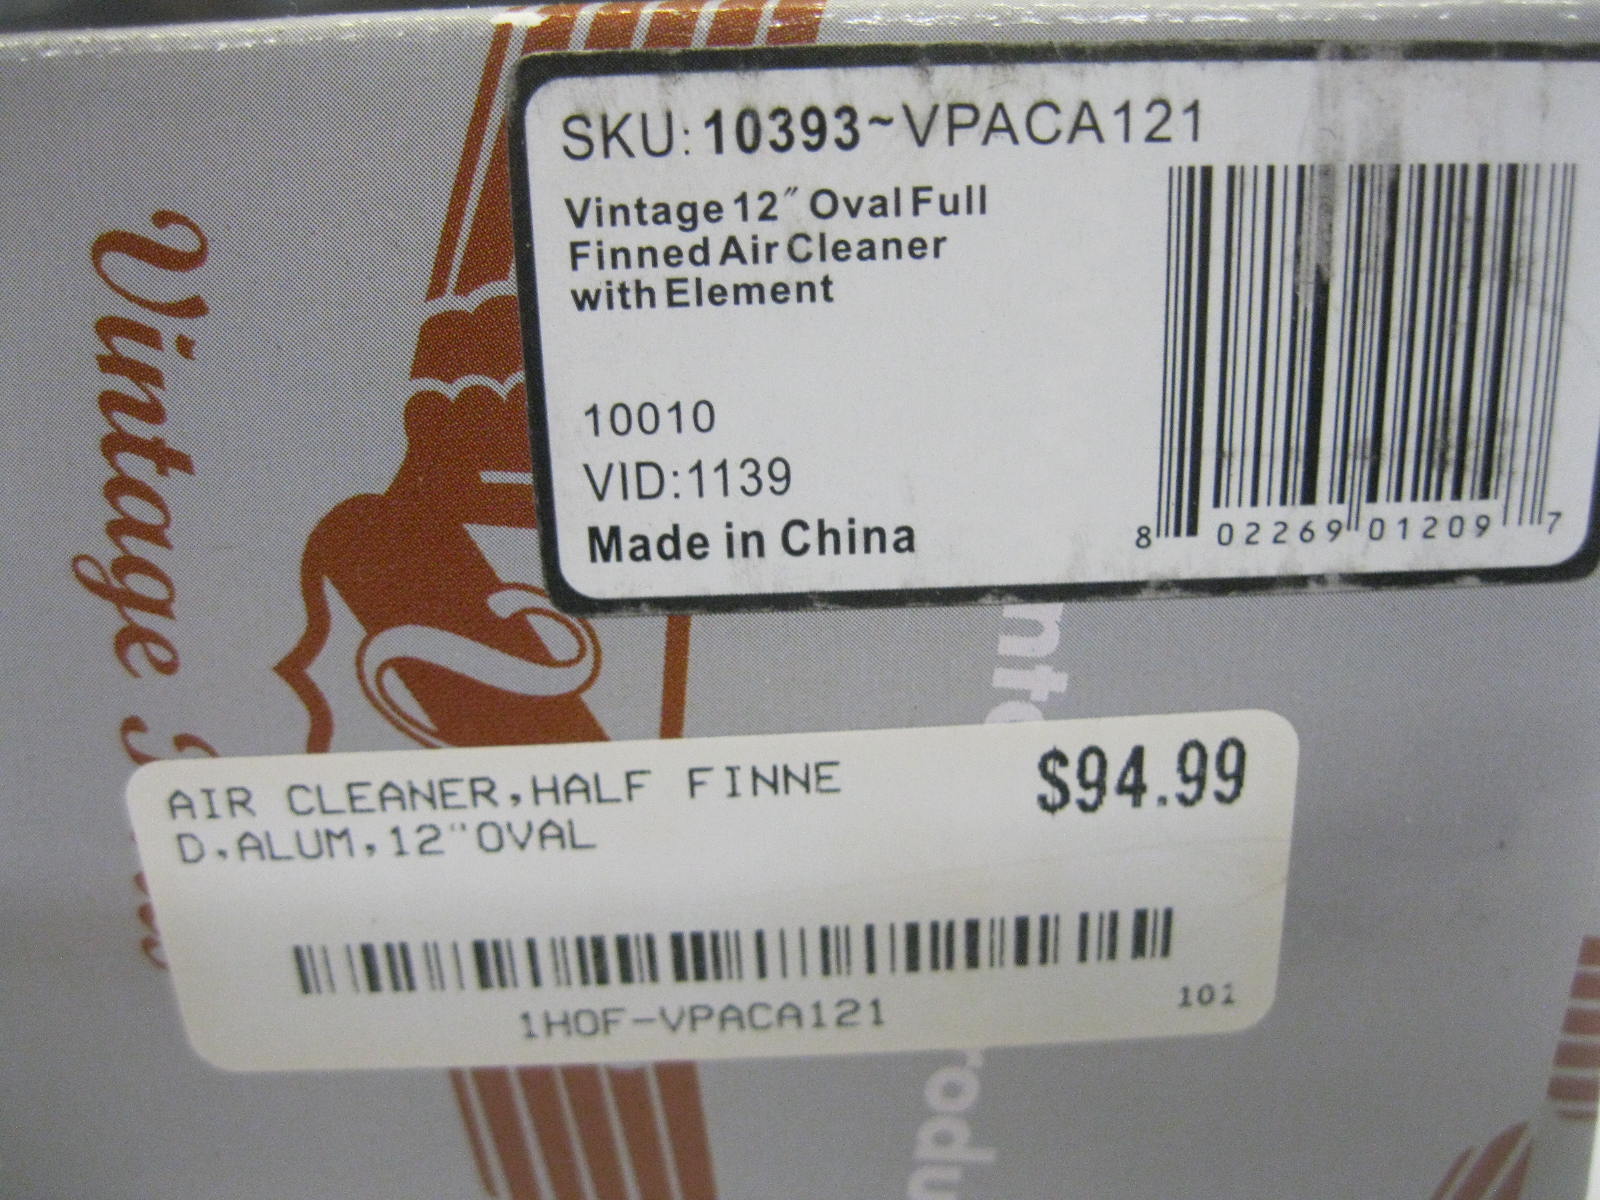 SKU: 10393~VPACA121
Vintage 12″ Oval Full
Finned Air Cleaner
with Element
10010
VID:1139
Made in China
8 02269 01209 7
Vintage
AIR CLEANER,HALF FINNE
D,ALUM,12"OVAL
$94.99
1HOF-VPACA121
101